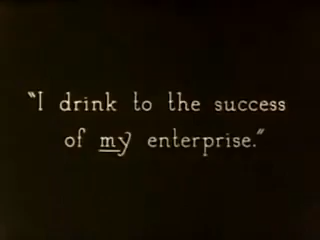 "I drink to the success
of my enterprise."